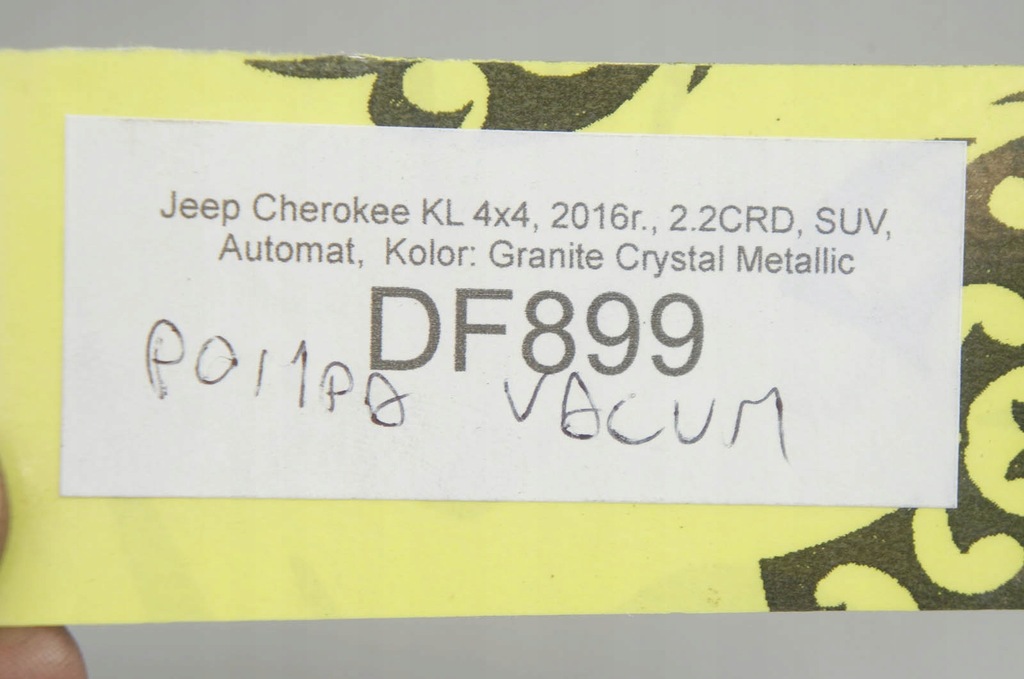 Jeep Cherokee KL 4x4, 2016r., 2.2CRD, SUV,
Automat, Kolor: Granite Crystal Metallic
DF899
POMPA VACUM